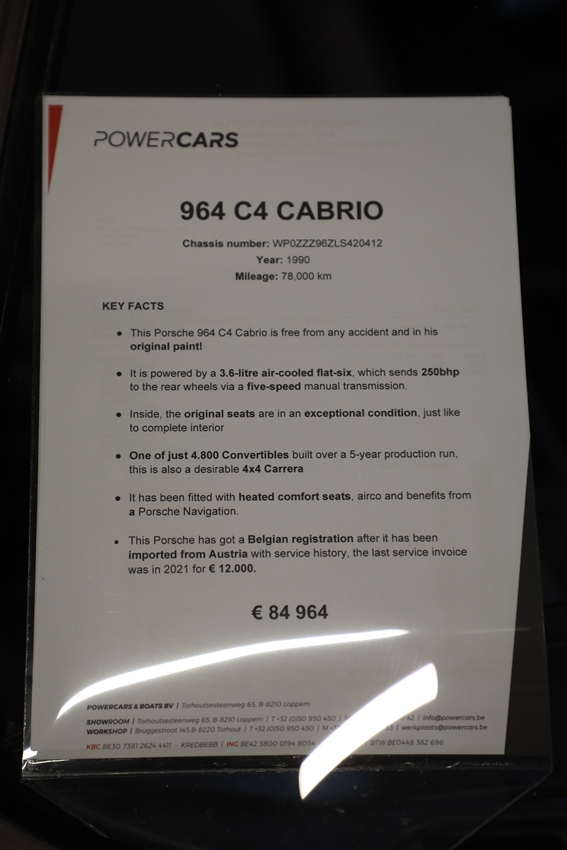 POWERCARS
964 C4 CABRIO
Chassis number: WP0ZZZ96ZLS420412
Year: 1990
Mileage: 78,000 km
KEY FACTS
• This Porsche 964 C4 Cabrio is free from any accident and in his
original paint!
• It is powered by a 3.6-litre air-cooled flat-six, which sends 250bhp
to the rear wheels via a five-speed manual transmission.
• Inside, the original seats are in an exceptional condition, just like
to complete interior
• One of just 4.800 Convertibles built over a 5-year production run,
this is also a desirable 4x4 Carrera
• It has been fitted with heated comfort seats, airco and benefits from
a Porsche Navigation.
• This Porsche has got a Belgian registration after it has been
imported from Austria with service history, the last service invoice
was in 2021 for € 12.000.
€ 84 964
POWERCARS & BOATS BV | Torhoutsesteenweg 65, B-8210 Loppem
SHOWROOM | Torhoutsesteenweg 65, B-8210 Loppem | T +32 (0)50 950 450 | 42 | info@powercars.be
WORKSHOP | Bruggestraat 145, B-8220 Torhout | T +32 (0)50 950 450 | | werkplaats@powercars.be
KBC BE30 7381 2624 4411 · KREDBEBB | ING BE42 3800 0194 8054 BTW BE0448 382 696